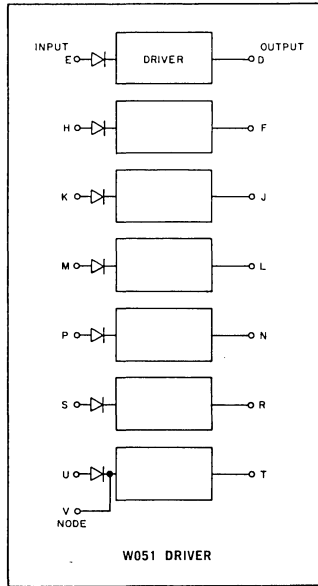 INPUT OUTPUT
E DRIVER D
H F
K J
M L
P N
S R
U T
V
NODE
W051 DRIVER